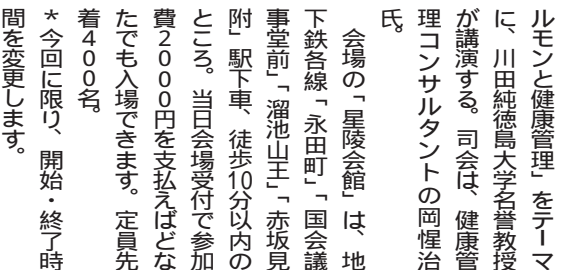 ルモンと健康管理」をテーマ
に、川田純徳島大学名誉教授
が講演する。司会は、健康管
理コンサルタントの岡惺治
氏。
会場の「星陵会館」は、地
下鉄各線「永田町」「国会議
事堂前」「溜池山王」「赤坂見
附」駅下車、徒歩10分以内の
ところ。当日会場受付で参加
費2000円を支払えばどな
たでも入場できます。定員先
着400名。
*今回に限り、開始・終了時
間を変更します。